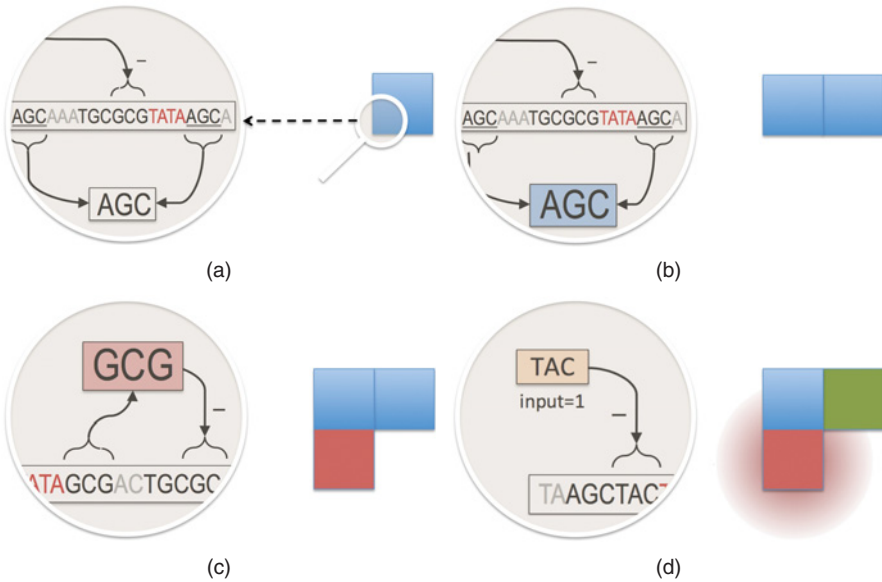 –
–
AGCAAATGCGCGTATAAGCA
AGCAAATGCGCGTATAAGCA
AGC
AGC
(a)
(b)
GCG
–
ATAGCGACTGCGC
TAC
input=1
–
TAAGCTACT
(c)
(d)